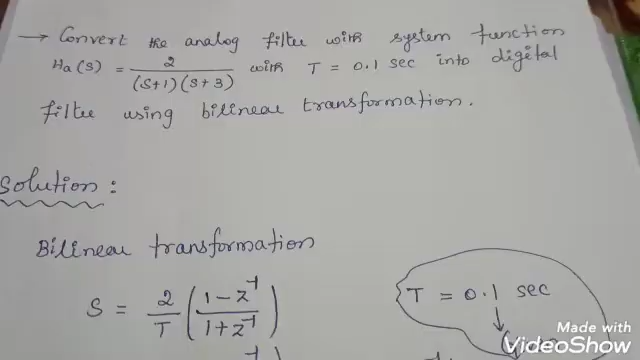 → Convert the analog filter with system function
Ha(s) = 2/((s+1)(s+3)) with T = 0.1 sec into digital
filter using bilinear transformation.
Solution :
Bilinear transformation
S = 2/T ((1-z^-1)/(1+z^-1))
T = 0.1 sec
Made with
VideoShow